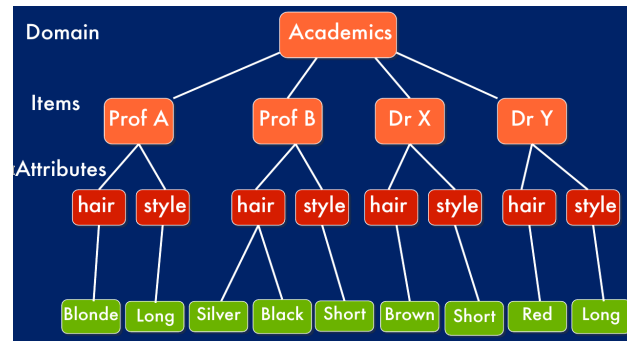 Domain
Academics
Items
Prof A
Prof B
Dr X
Dr Y
Attributes
hair
style
hair
style
hair
style
hair
style
Blonde
Long
Silver
Black
Short
Brown
Short
Red
Long